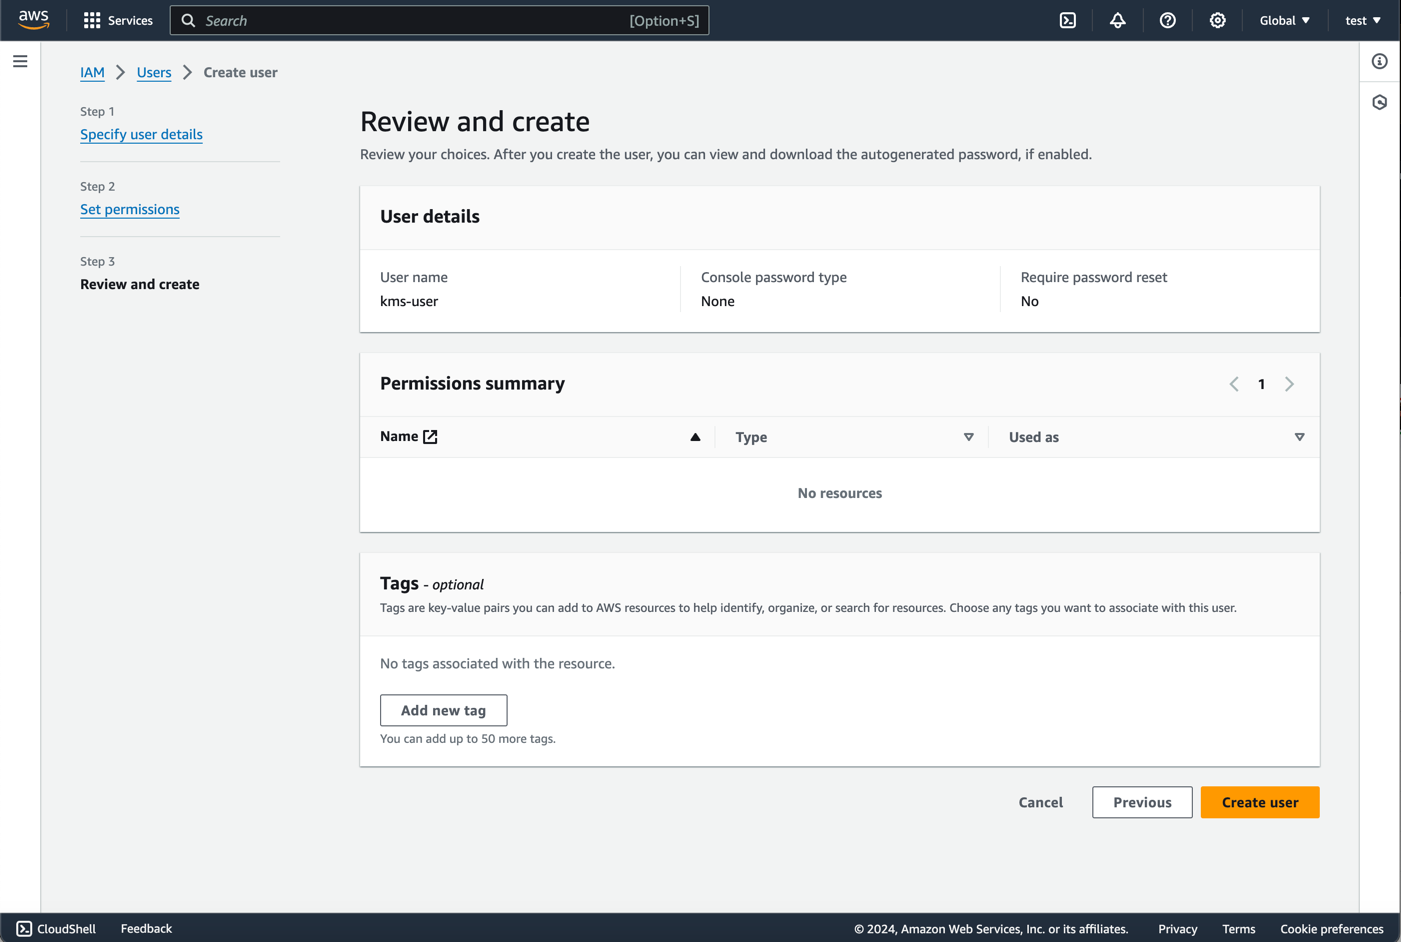 aws
Services
Search
[Option+S]
Global
test
IAM
Users
Create user
Step 1
Specify user details
Step 2
Set permissions
Step 3
Review and create
Review and create
Review your choices. After you create the user, you can view and download the autogenerated password, if enabled.
User details
User name
kms-user
Console password type
None
Require password reset
No
Permissions summary
1
Name
Type
Used as
No resources
Tags - optional
Tags are key-value pairs you can add to AWS resources to help identify, organize, or search for resources. Choose any tags you want to associate with this user.
No tags associated with the resource.
Add new tag
You can add up to 50 more tags.
Cancel
Previous
Create user
CloudShell
Feedback
© 2024, Amazon Web Services, Inc. or its affiliates.
Privacy
Terms
Cookie preferences